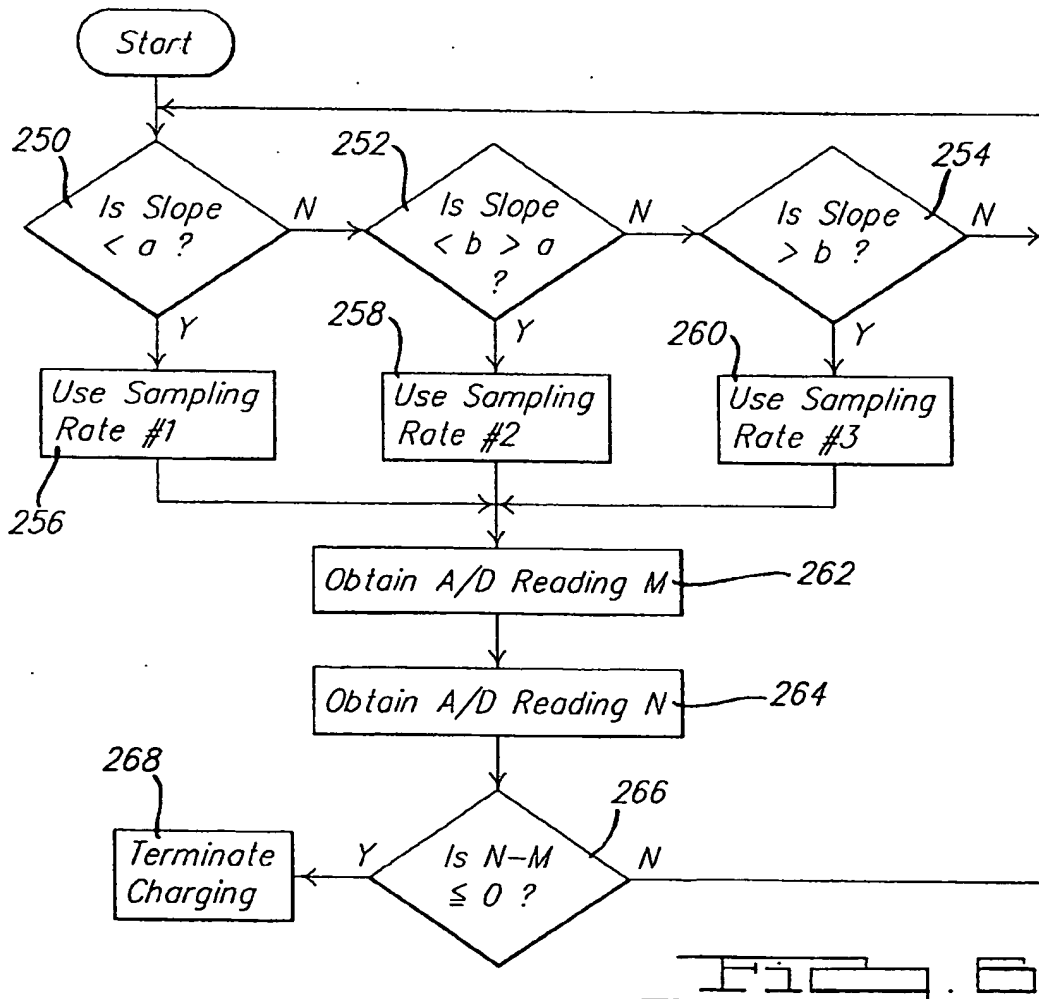 Start
250
Is Slope
< a ?
N
Y
252
Is Slope
< b > a
?
N
Y
254
Is Slope
> b ?
N
Y
Use Sampling
Rate #1
256
258
Use Sampling
Rate #2
260
Use Sampling
Rate #3
Obtain A/D Reading M
262
Obtain A/D Reading N
264
266
Is N-M
≦ 0 ?
Y
N
268
Terminate
Charging